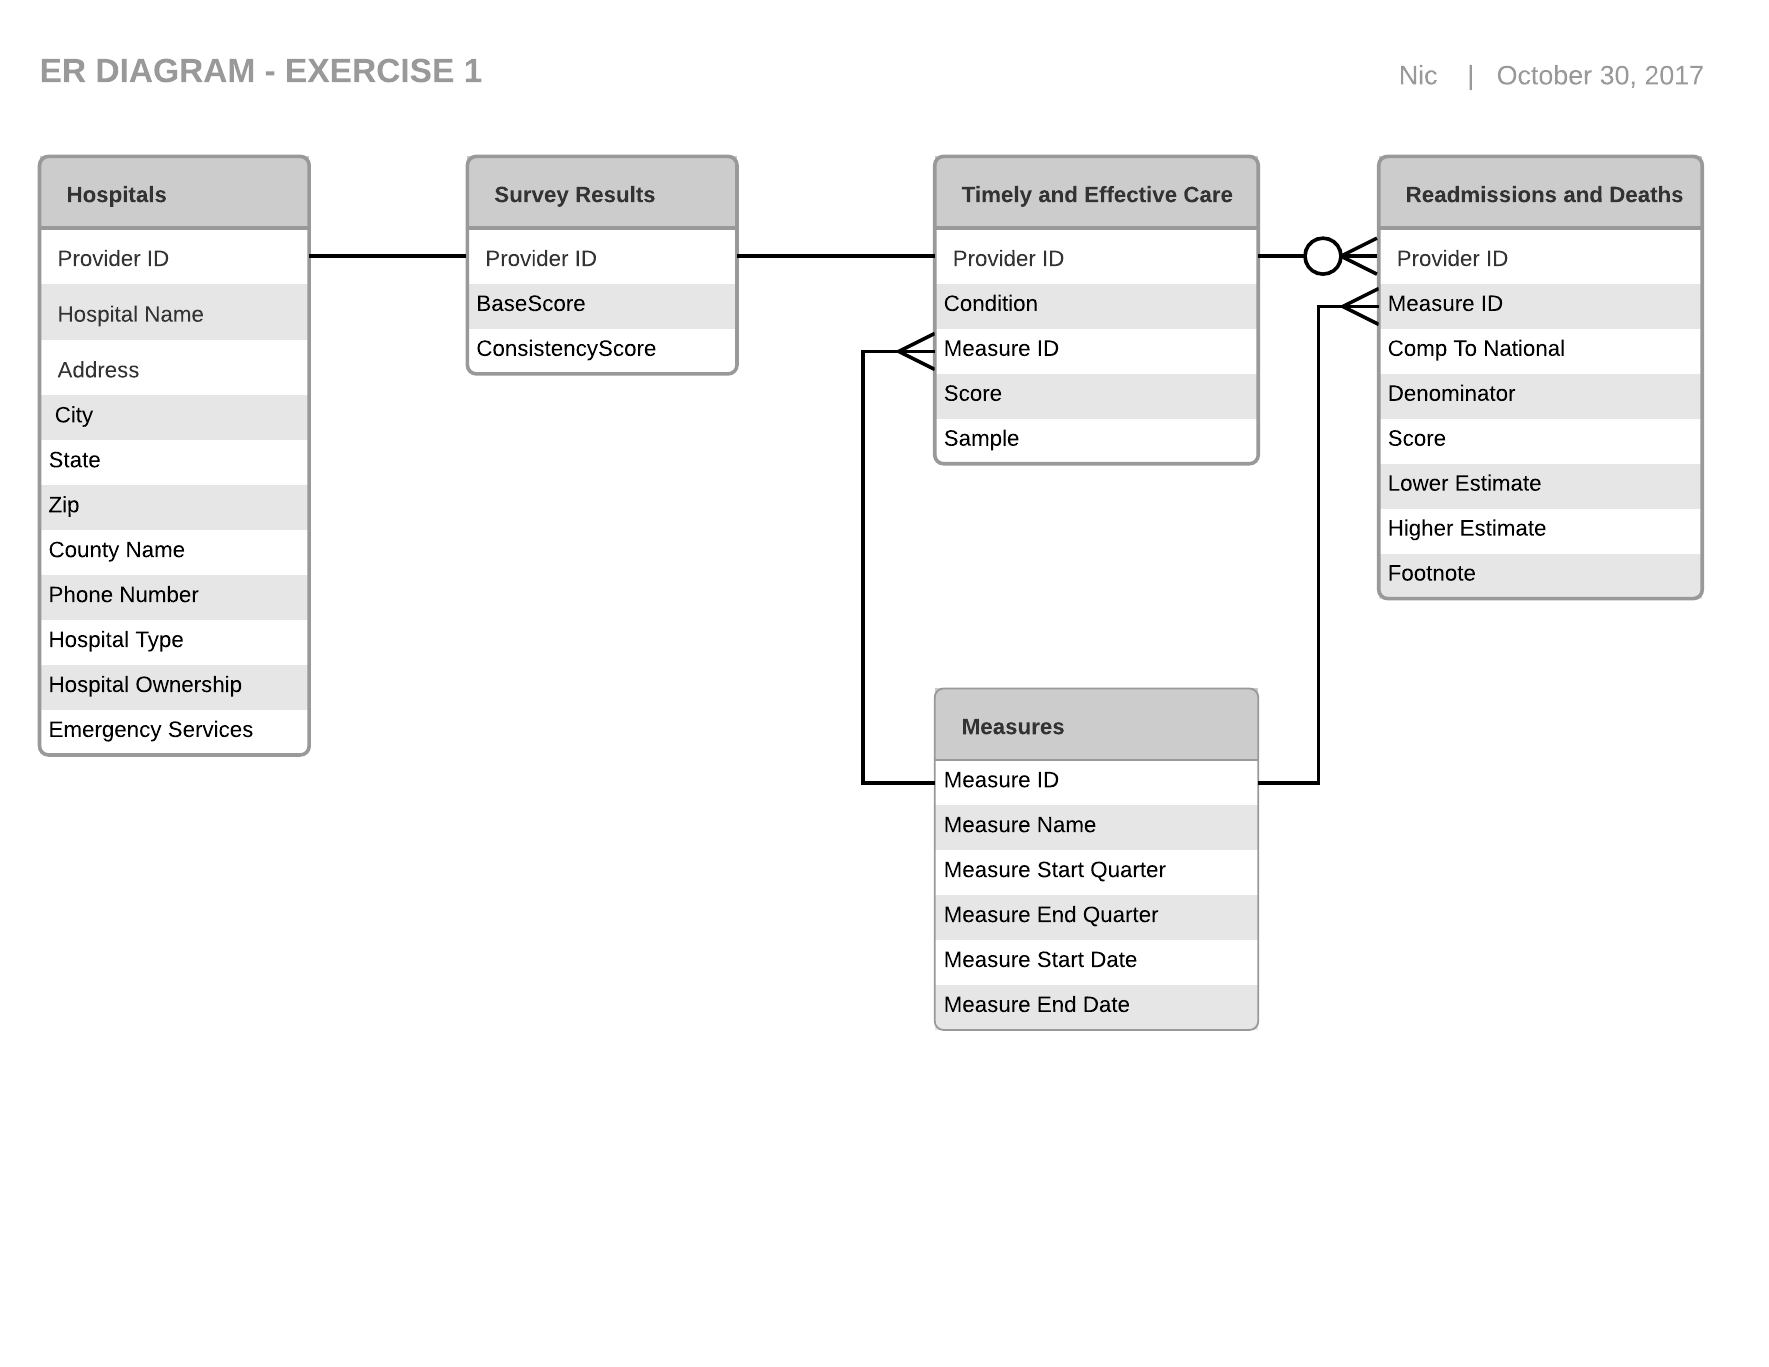 ER DIAGRAM - EXERCISE 1
Nic | October 30, 2017
Hospitals
Provider ID
Hospital Name
Address
City
State
Zip
County Name
Phone Number
Hospital Type
Hospital Ownership
Emergency Services
Survey Results
Provider ID
BaseScore
ConsistencyScore
Timely and Effective Care
Provider ID
Condition
Measure ID
Score
Sample
Readmissions and Deaths
Provider ID
Measure ID
Comp To National
Denominator
Score
Lower Estimate
Higher Estimate
Footnote
Measures
Measure ID
Measure Name
Measure Start Quarter
Measure End Quarter
Measure Start Date
Measure End Date